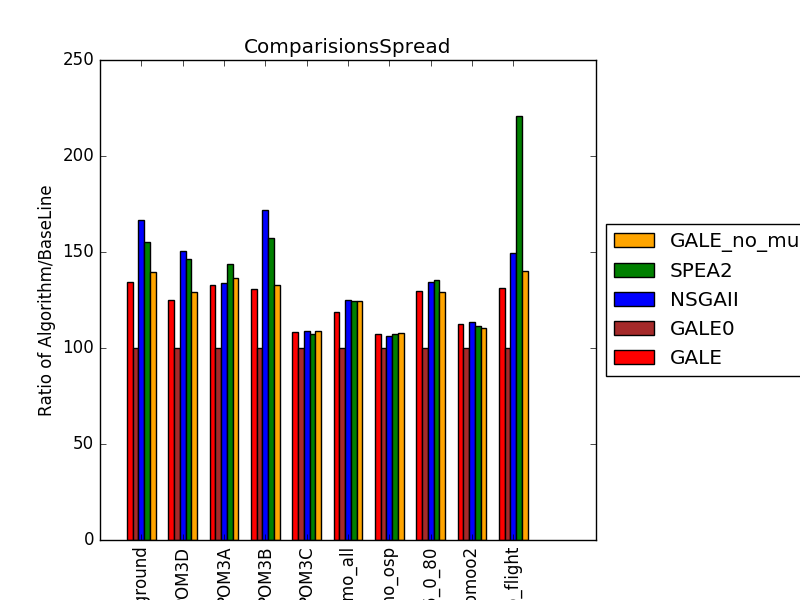 ComparisionsSpread
Ratio of Algorithm/BaseLine
250
200
150
100
50
0
ground
POM3D
POM3A
POM3B
POM3C
mo_all
no_osp
_0_80
omoo2
_flight
GALE_no_mu
SPEA2
NSGAII
GALE0
GALE